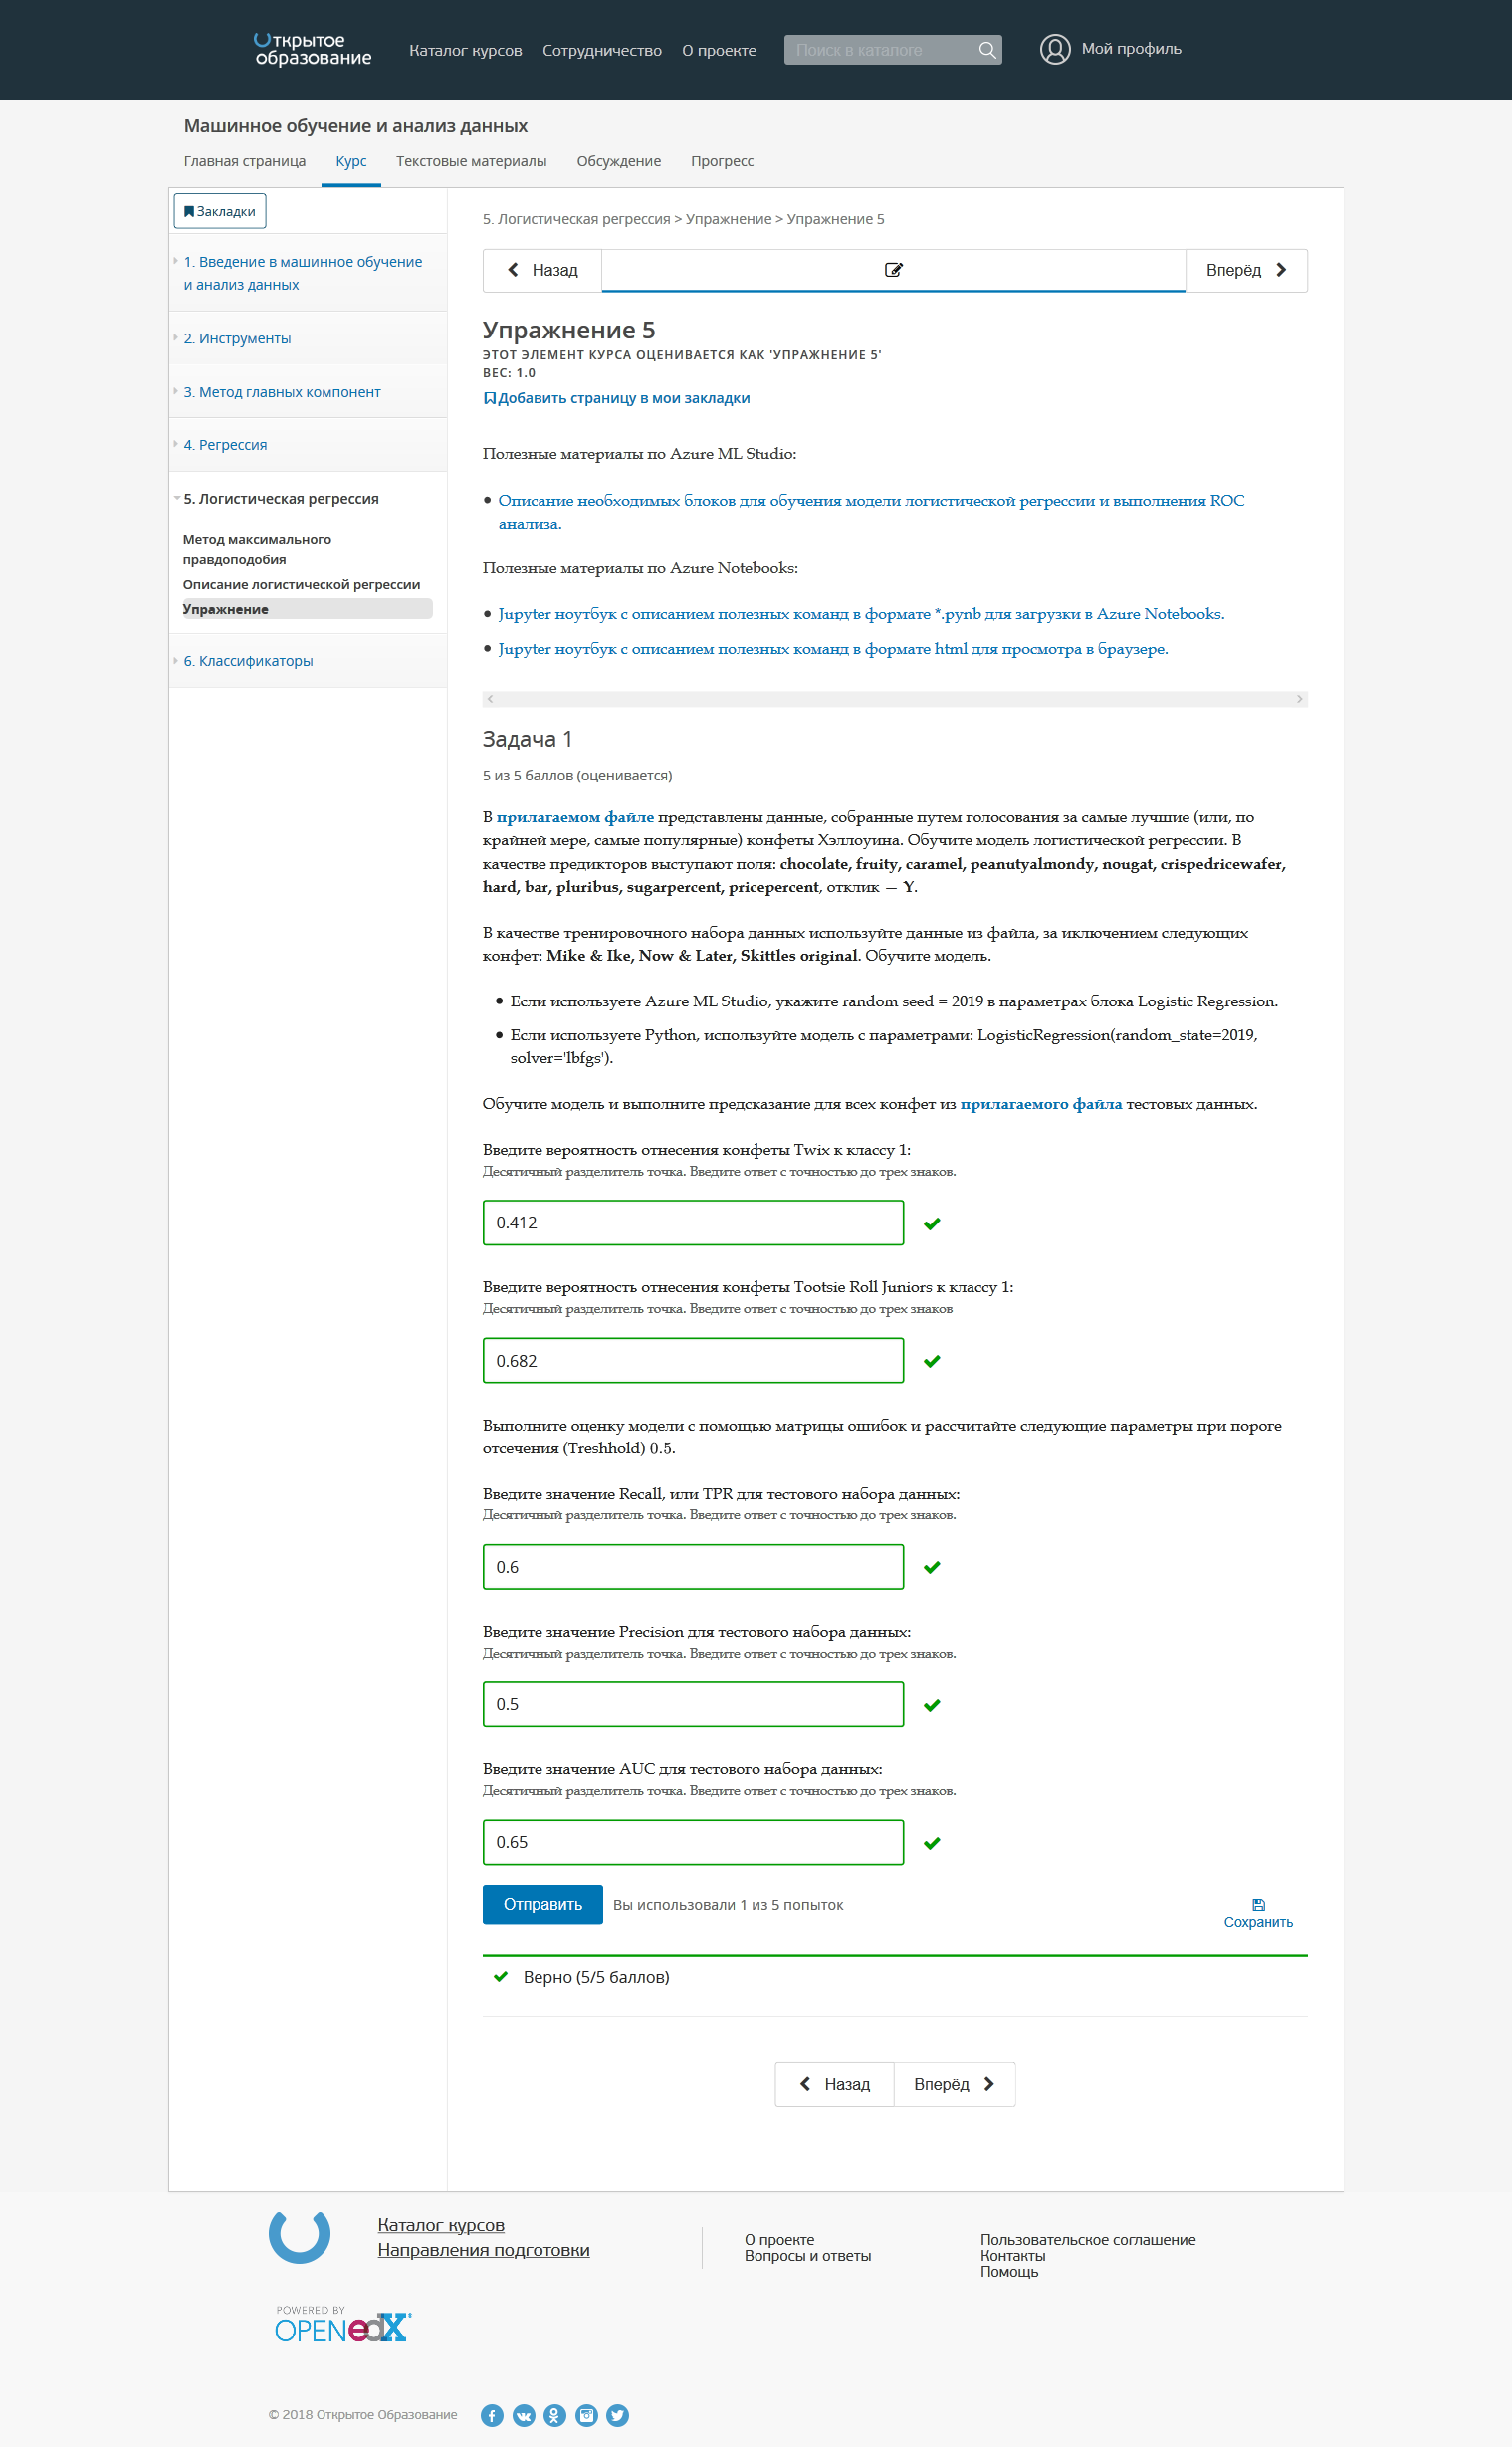 Открытое
образование
Каталог курсов Сотрудничество О проекте Поиск в каталоге Мой профиль
Машинное обучение и анализ данных
Главная страница Курс Текстовые материалы Обсуждение Прогресс
Закладки
1. Введение в машинное обучение
и анализ данных
2. Инструменты
3. Метод главных компонент
4. Регрессия
5. Логистическая регрессия
Метод максимального
правдоподобия
Описание логистической регрессии
Упражнение
6. Классификаторы
5. Логистическая регрессия > Упражнение > Упражнение 5
Назад Вперёд
Упражнение 5
ЭТОТ ЭЛЕМЕНТ КУРСА ОЦЕНИВАЕТСЯ КАК 'УПРАЖНЕНИЕ 5'
ВЕС: 1.0
Добавить страницу в мои закладки
Полезные материалы по Azure ML Studio:
Описание необходимых блоков для обучения модели логистической регрессии и выполнения ROC
анализа.
Полезные материалы по Azure Notebooks:
Jupyter ноутбук с описанием полезных команд в формате *.pynb для загрузки в Azure Notebooks.
Jupyter ноутбук с описанием полезных команд в формате html для просмотра в браузере.
Задача 1
5 из 5 баллов (оценивается)
В прилагаемом файле представлены данные, собранные путем голосования за самые лучшие (или, по
крайней мере, самые популярные) конфеты Хэллоуина. Обучите модель логистической регрессии. В
качестве предикторов выступают поля: chocolate, fruity, caramel, peanutyalmondy, nougat, crispedricewafer,
hard, bar, pluribus, sugarpercent, pricepercent, отклик — Y.
В качестве тренировочного набора данных используйте данные из файла, за иключением следующих
конфет: Mike & Ike, Now & Later, Skittles original. Обучите модель.
Если используете Azure ML Studio, укажите random seed = 2019 в параметрах блока Logistic Regression.
Если используете Python, используйте модель с параметрами: LogisticRegression(random_state=2019,
solver='lbfgs').
Обучите модель и выполните предсказание для всех конфет из прилагаемого файла тестовых данных.
Введите вероятность отнесения конфеты Twix к классу 1:
Десятичный разделитель точка. Введите ответ с точностью до трех знаков.
0.412
Введите вероятность отнесения конфеты Tootsie Roll Juniors к классу 1:
Десятичный разделитель точка. Введите ответ с точностью до трех знаков
0.682
Выполните оценку модели с помощью матрицы ошибок и рассчитайте следующие параметры при пороге
отсечения (Treshhold) 0.5.
Введите значение Recall, или TPR для тестового набора данных:
Десятичный разделитель точка. Введите ответ с точностью до трех знаков.
0.6
Введите значение Precision для тестового набора данных:
Десятичный разделитель точка. Введите ответ с точностью до трех знаков.
0.5
Введите значение AUC для тестового набора данных:
Десятичный разделитель точка. Введите ответ с точностью до трех знаков.
0.65
Отправить Вы использовали 1 из 5 попыток
Сохранить
Верно (5/5 баллов)
Назад Вперёд
Каталог курсов
Направления подготовки
О проекте
Вопросы и ответы
Пользовательское соглашение
Контакты
Помощь
POWERED BY
OPEN edX
© 2018 Открытое Образование